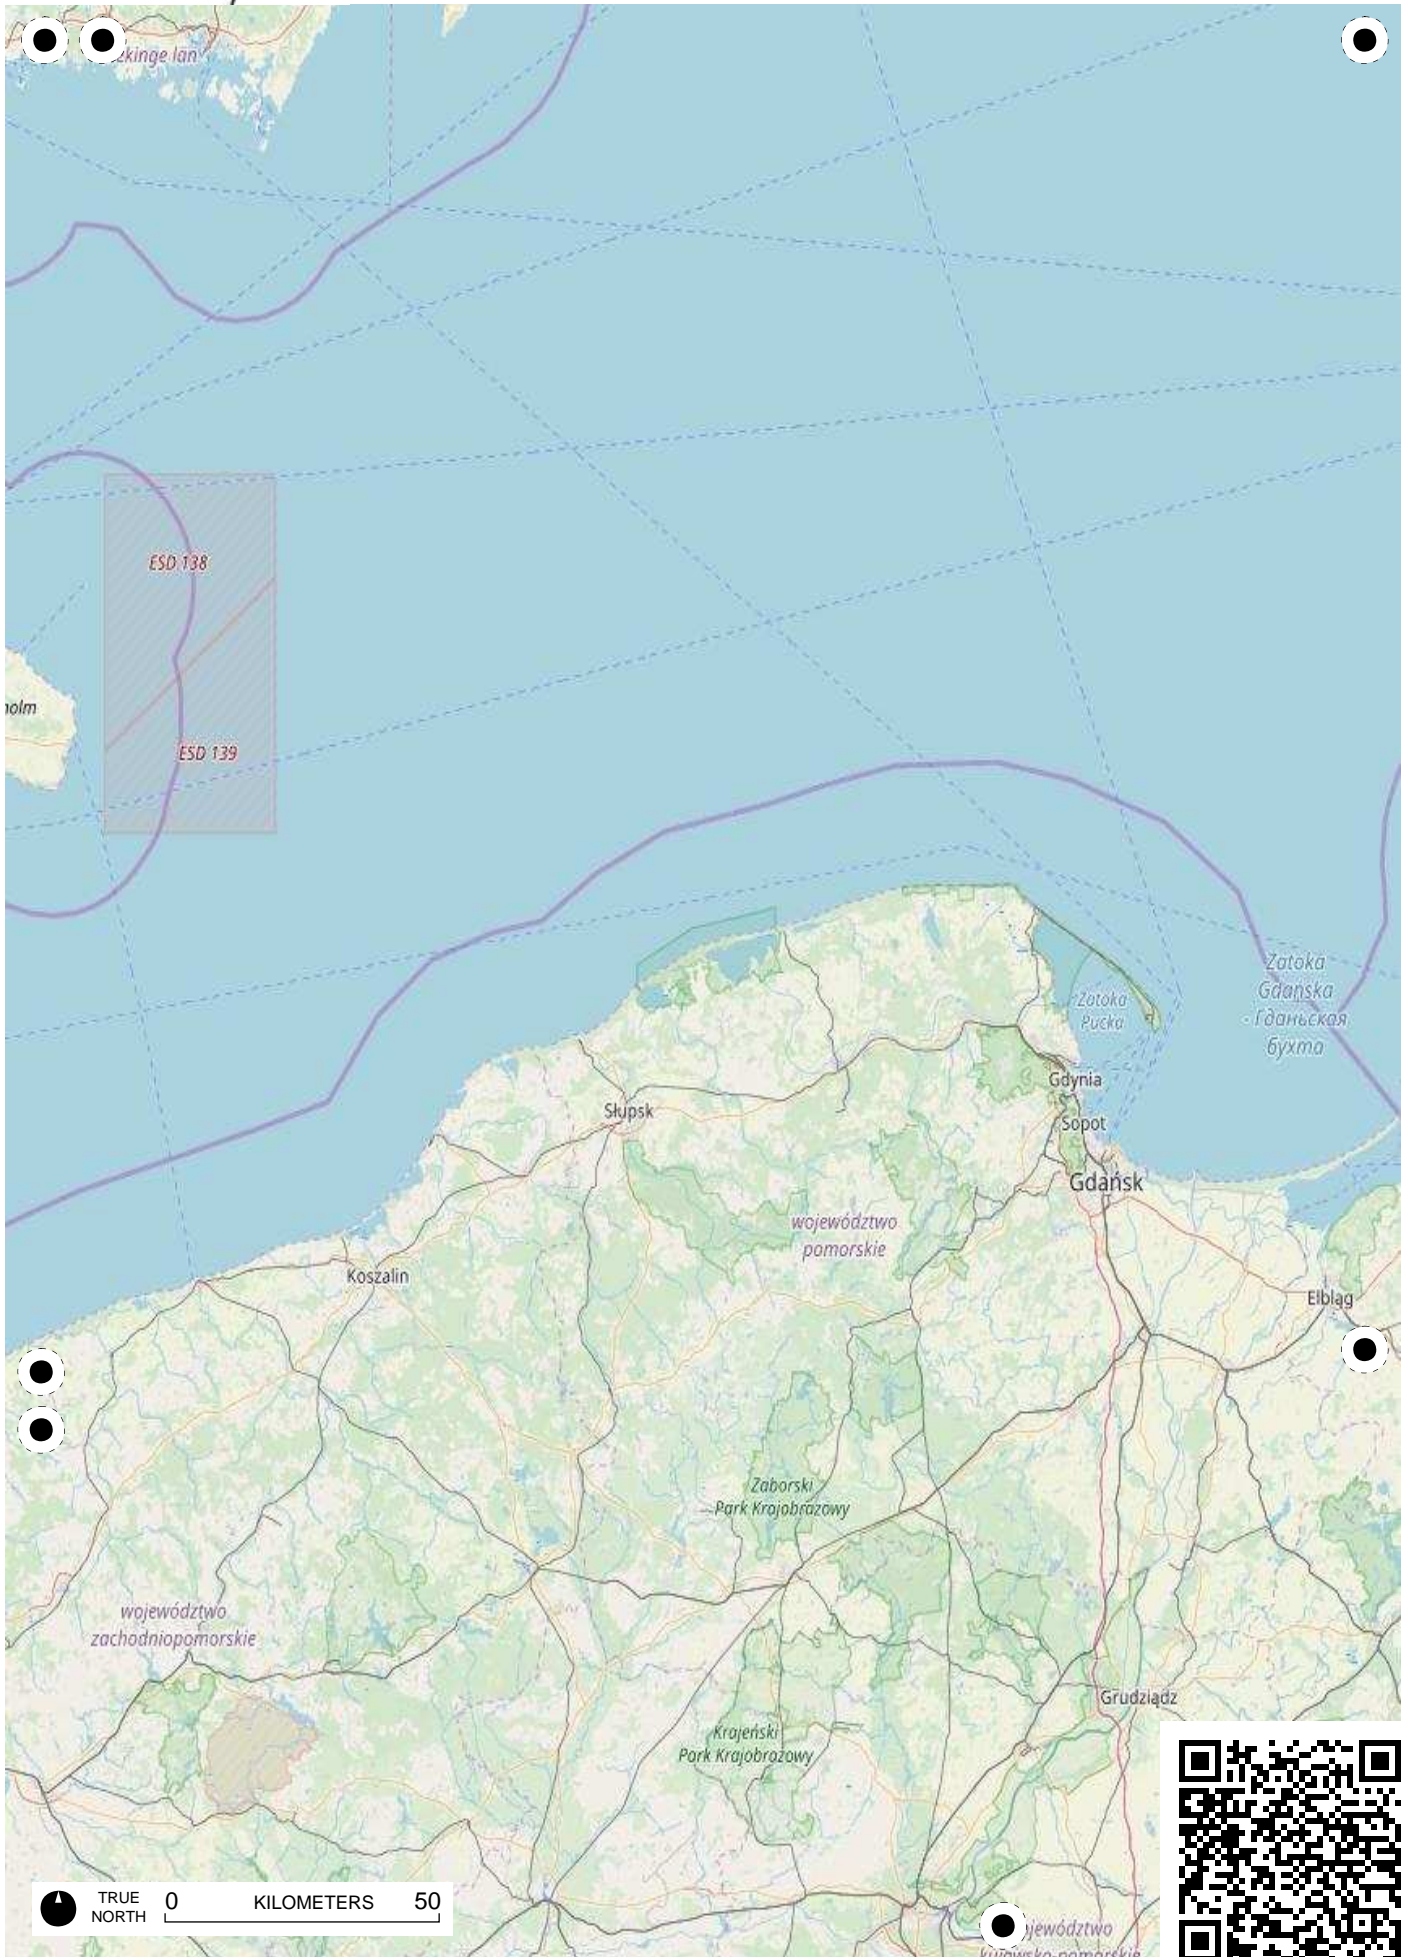 ekinge län
ESD 138
holm
ESD 139
Zatoka
Gdańska
- Гданьская
бухта
Zatoka
Pucka
Gdynia
Słupsk
Sopot
Gdańsk
województwo
pomorskie
Koszalin
Elbląg
Zaborski
Park Krajobrazowy
województwo
zachodniopomorskie
Grudziądz
Krajeński
Park Krajobrazowy
TRUE
NORTH
0 KILOMETERS 50
województwo
kujawsko-pomorskie